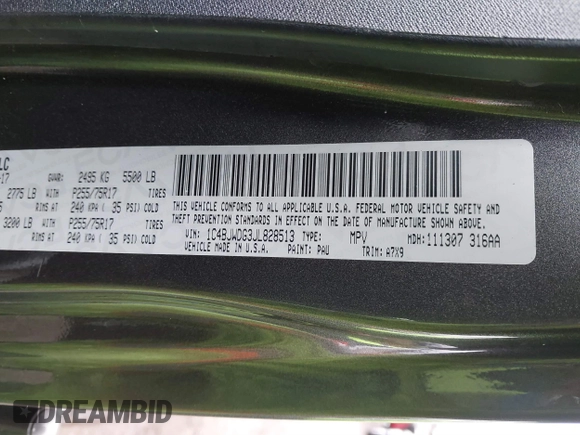 LC
-17
GVWR: 2495 KG 5500 LB
2775 LB WITH P255/75R17 TIRES
RIMS AT 240 KPA ( 35 PSI) COLD
3200 LB WITH P255/75R17 TIRES
RIMS AT 240 KPA ( 35 PSI) COLD
THIS VEHICLE CONFORMS TO ALL APPLICABLE U.S.A. FEDERAL MOTOR VEHICLE SAFETY AND
THEFT PREVENTION STANDARDS IN EFFECT ON THE DATE OF MANUFACTURE SHOWN ABOVE.
VIN: 1C4BJWDG3JL828513 TYPE: MPV MDH: 111307 316AA
VEHICLE MADE IN U.S.A. PAINT: PAU TRIM: A7X9
DREAMBID